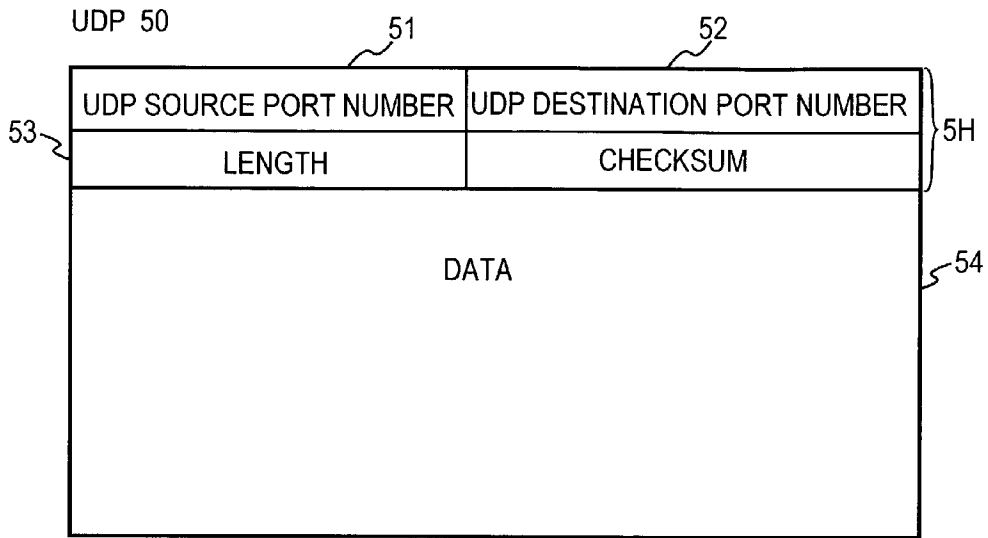 UDP 50
51 52
UDP SOURCE PORT NUMBER UDP DESTINATION PORT NUMBER
5H
53
LENGTH CHECKSUM
DATA
54